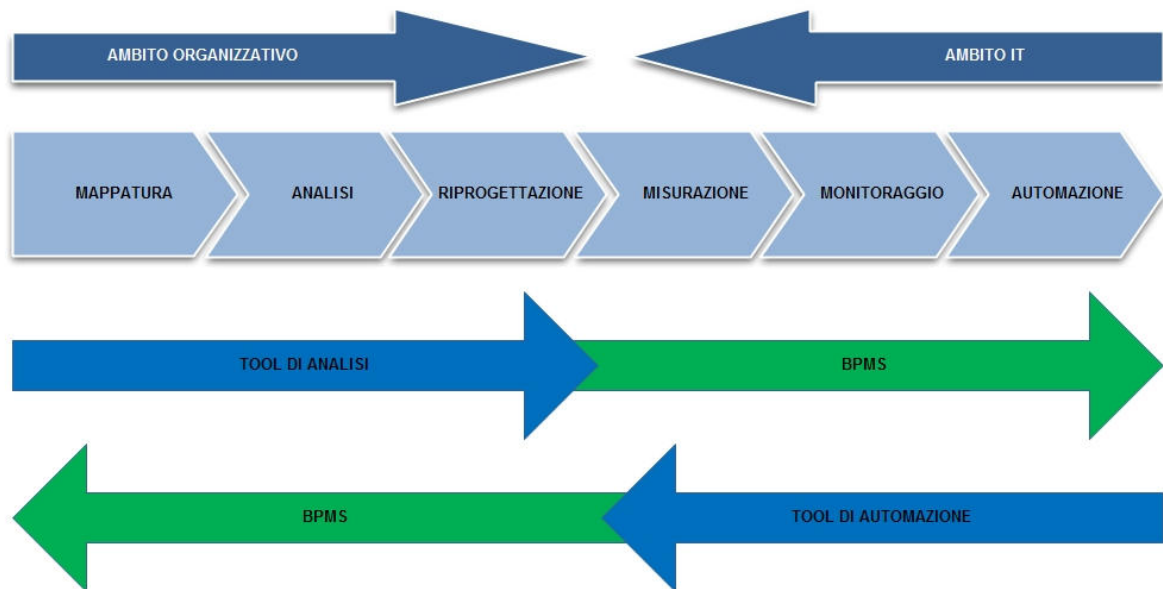 AMBITO ORGANIZZATIVO
AMBITO IT
MAPPATURA
ANALISI
RIPROGETTAZIONE
MISURAZIONE
MONITORAGGIO
AUTOMAZIONE
TOOL DI ANALISI
BPMS
BPMS
TOOL DI AUTOMAZIONE